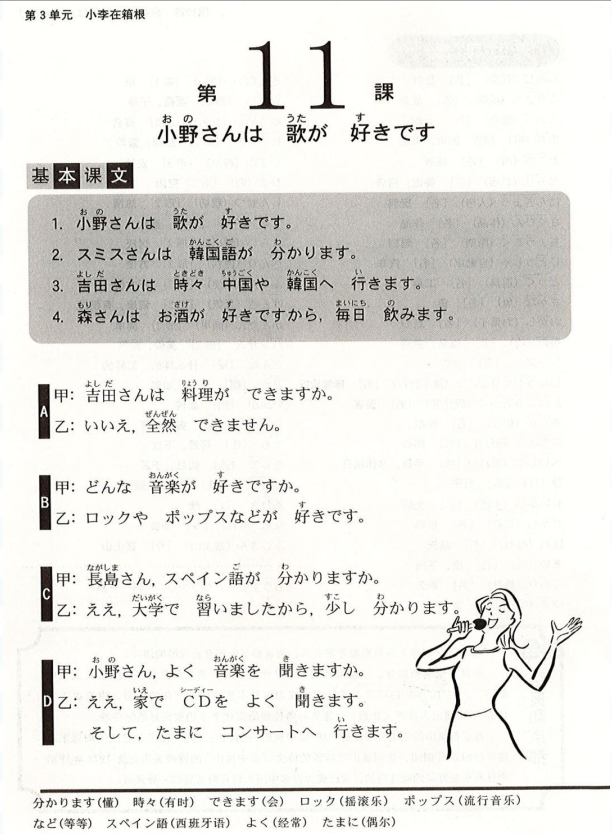 第3单元 小李在箱根
第11课
小野さんは 歌が 好きです
基本课文
1. 小野さんは 歌が 好きです。
2. スミスさんは 韓国語が 分かります。
3. 吉田さんは 時々 中国や 韓国へ 行きます。
4. 森さんは お酒が 好きですから, 毎日 飲みます。
A
甲: 吉田さんは 料理が できますか。
乙: いいえ, 全然 できません。
B
甲: どんな 音楽が 好きですか。
乙: ロックや ポップスなどが 好きです。
C
甲: 長島さん, スペイン語が 分かりますか。
乙: ええ, 大学で 習いましたから, 少し 分かります。
D
甲: 小野さん, よく 音楽を 聞きますか。
乙: ええ, 家で CDを よく 聞きます。
そして, たまに コンサートへ 行きます。
分かります(懂) 時々(有时) できます(会) ロック(摇滚乐) ポップス(流行音乐)
など(等等) スペイン語(西班牙语) よく(经常) たまに(偶尔)